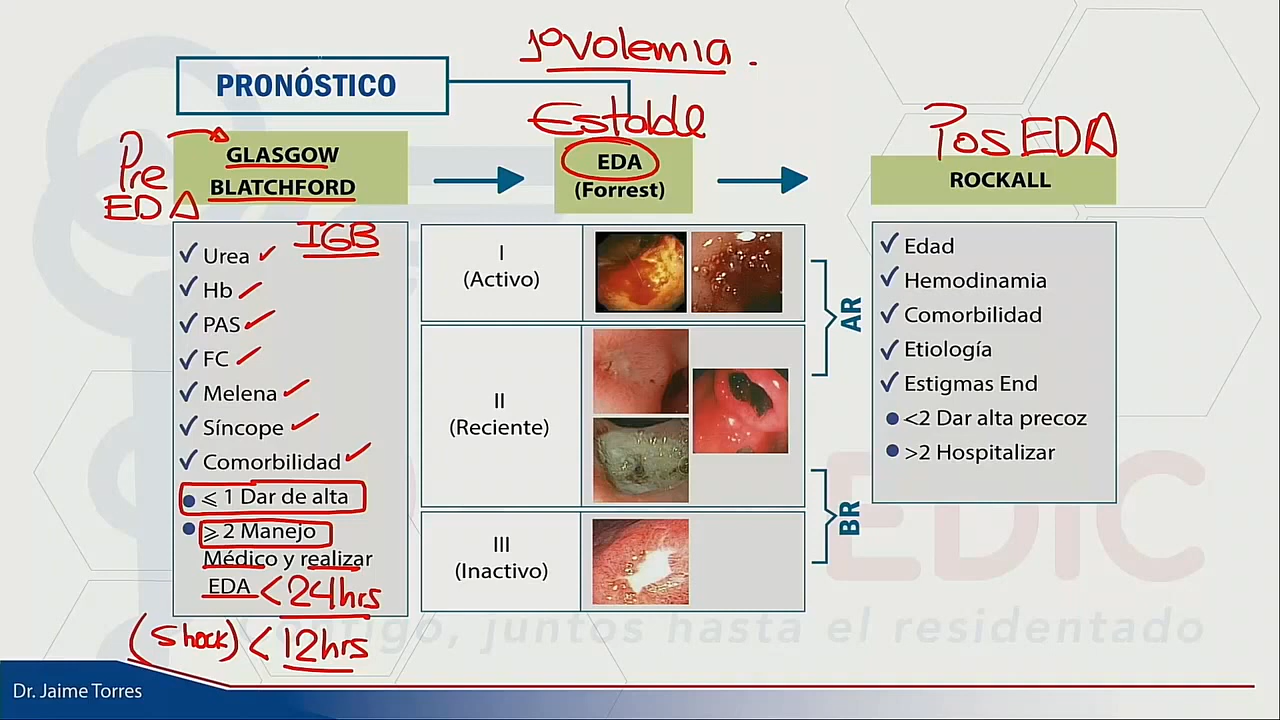 1º Volemia.
PRONÓSTICO
Estable
Pos EDA
Pre
EDA
GLASGOW
BLATCHFORD
EDA
(Forrest)
ROCKALL
IGB
✓ Urea ✓
✓ Hb ✓
✓ PAS ✓
✓ FC ✓
✓ Melena ✓
✓ Síncope ✓
✓ Comorbilidad ✓
• ⩽ 1 Dar de alta
• ⩾ 2 Manejo
Médico y realizar
EDA < 24hrs
(Shock) < 12hrs
I
(Activo)
II
(Reciente)
III
(Inactivo)
AR
BR
✓ Edad
✓ Hemodinamia
✓ Comorbilidad
✓ Etiología
✓ Estigmas End
• <2 Dar alta precoz
• >2 Hospitalizar
EDIC
ontigo, juntos hasta el residentado
Dr. Jaime Torres